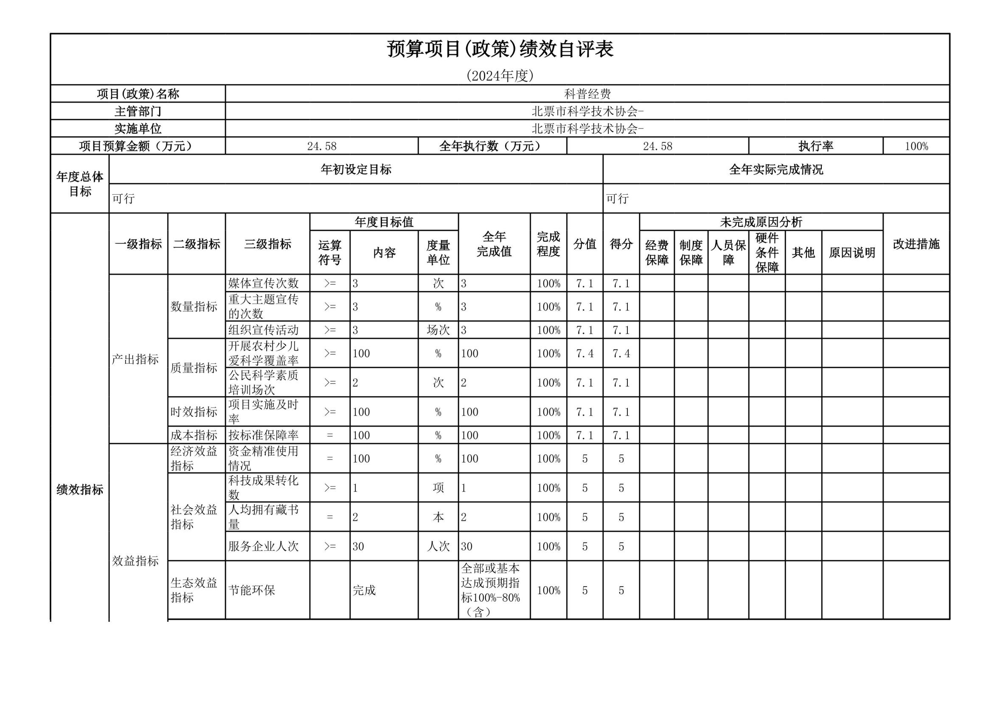 预算项目(政策)绩效自评表
(2024年度)
项目(政策)名称 科普经费
主管部门 北票市科学技术协会-
实施单位 北票市科学技术协会-
项目预算金额（万元） 24.58 全年执行数（万元） 24.58 执行率 100%
年度总体目标 年初设定目标 全年实际完成情况
可行 可行
绩效指标 一级指标 二级指标 三级指标 年度目标值 全年完成值 完成程度 分值 得分 未完成原因分析 改进措施
运算符号 内容 度量单位 经费保障 制度保障 人员保障 硬件条件保障 其他 原因说明
产出指标 数量指标 媒体宣传次数 >= 3 次 3 100% 7.1 7.1
重大主题宣传的次数 >= 3 % 3 100% 7.1 7.1
组织宣传活动 >= 3 场次 3 100% 7.1 7.1
质量指标 开展农村少儿爱科学覆盖率 >= 100 % 100 100% 7.4 7.4
公民科学素质培训场次 >= 2 次 2 100% 7.1 7.1
时效指标 项目实施及时率 >= 100 % 100 100% 7.1 7.1
成本指标 按标准保障率 = 100 % 100 100% 7.1 7.1
效益指标 经济效益指标 资金精准使用情况 = 100 % 100 100% 5 5
社会效益指标 科技成果转化数 >= 1 项 1 100% 5 5
人均拥有藏书量 = 2 本 2 100% 5 5
服务企业人次 >= 30 人次 30 100% 5 5
生态效益指标 节能环保 完成 全部或基本达成预期指标100%-80%（含） 100% 5 5